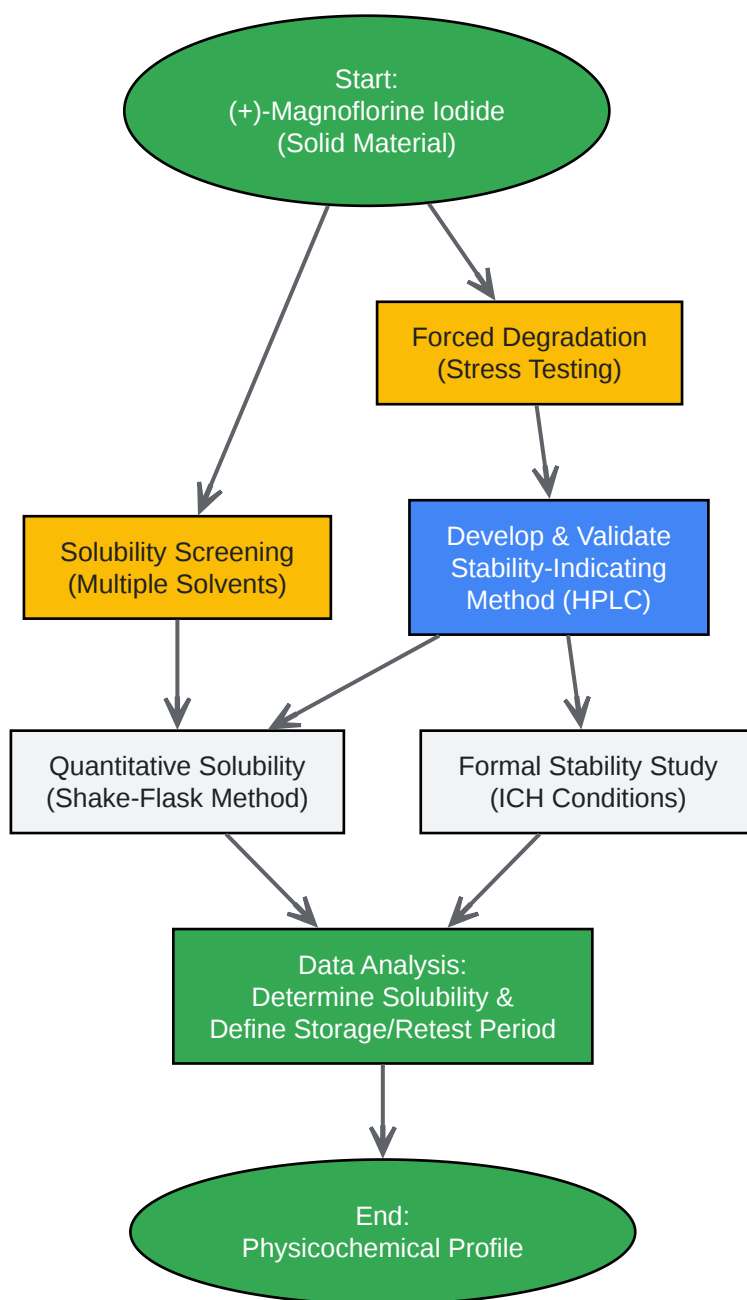 Start:
(+)-Magnoflorine Iodide
(Solid Material)
Forced Degradation
(Stress Testing)
Solubility Screening
(Multiple Solvents)
Develop & Validate
Stability-Indicating
Method (HPLC)
Quantitative Solubility
(Shake-Flask Method)
Formal Stability Study
(ICH Conditions)
Data Analysis:
Determine Solubility &
Define Storage/Retest Period
End:
Physicochemical Profile